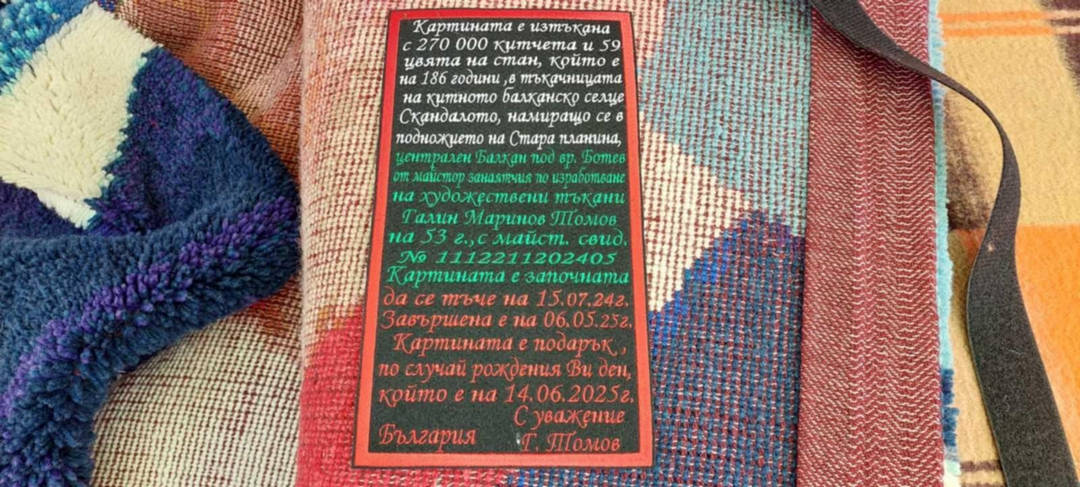 Картината е изтъкана
с 270 000 китчета и 59
цвята на стан, който е
на 186 години ,в тъкачницата
на китното балканско селце
Скандалото, намиращо се в
подножието на Стара планина,
централен Балкан под вр. Ботев
от майстор занаятчия по изработване
на художествени тъкани
Галин Маринов Томов
на 53 г.,с майст. свид.
№ 1112211202405
Картината е започната
да се тъче на 15.07.24г.
Завършена е на 06.05.25г.
Картината е подарък ,
по случай рождения Ви ден,
който е на 14.06.2025г.
С уважение
България Г. Томов